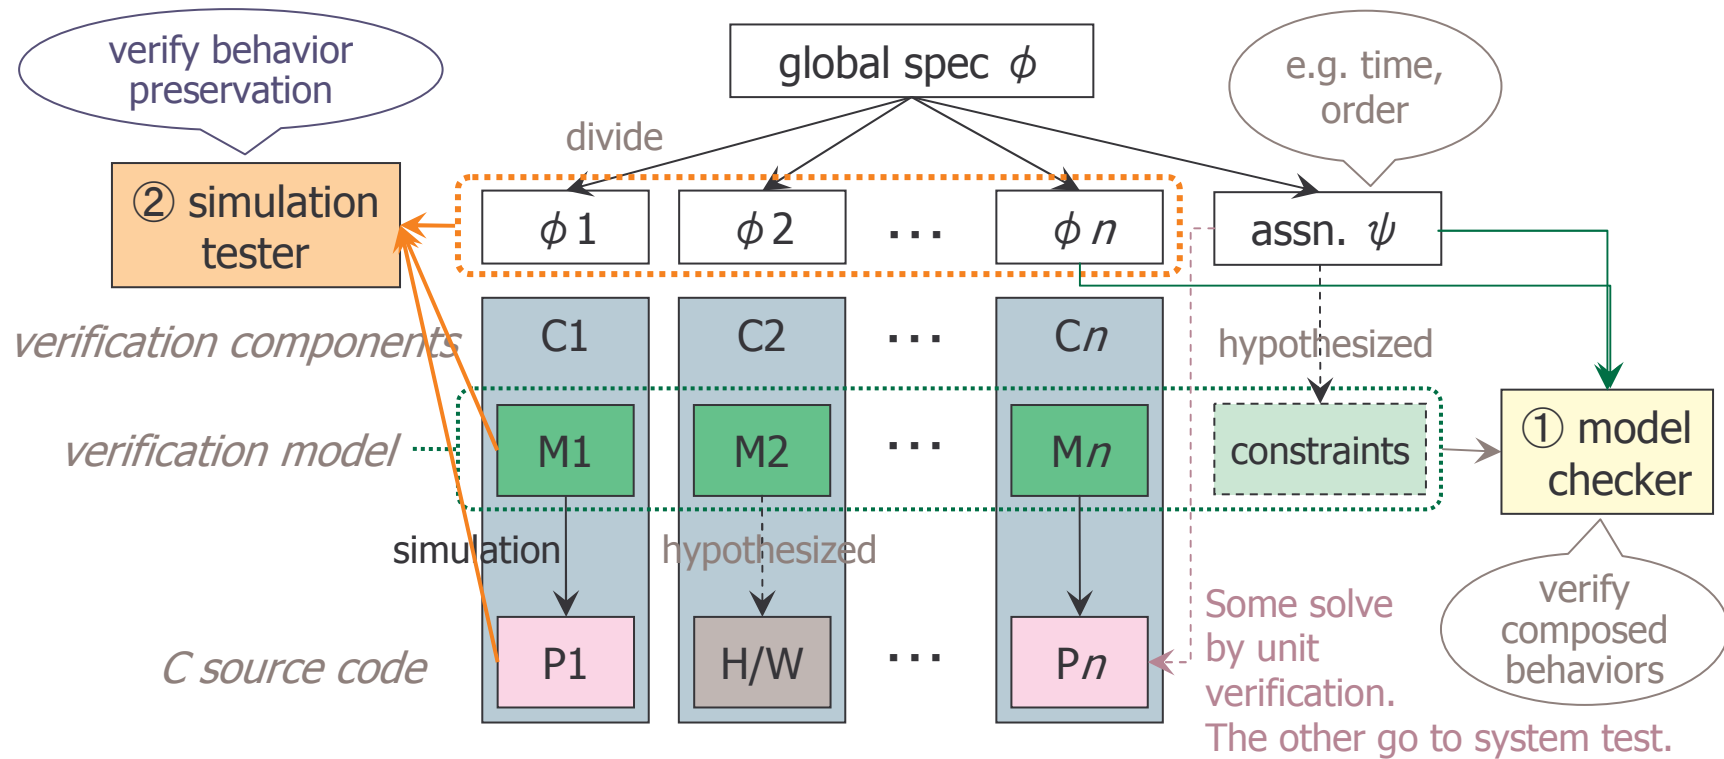 verify behavior
preservation
global spec ϕ
e.g. time,
order
divide
② simulation
tester
ϕ1
ϕ2
...
ϕn
assn. ψ
verification components
C1
C2
...
Cn
hypothesized
verification model
M1
M2
...
Mn
constraints
① model
checker
simulation
hypothesized
C source code
P1
H/W
...
Pn
Some solve
by unit
verification.
The other go to system test.
verify
composed
behaviors